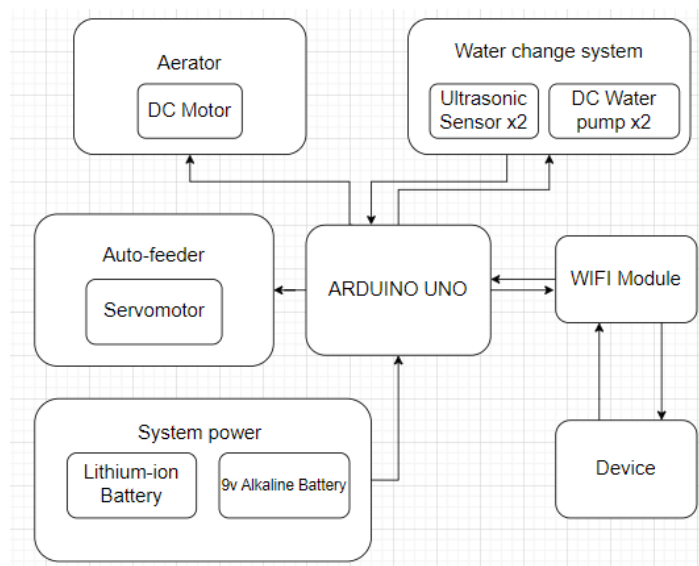 Aerator
DC Motor
Water change system
Ultrasonic
Sensor x2
DC Water
pump x2
Auto-feeder
Servomotor
ARDUINO UNO
WIFI Module
System power
Lithium-ion
Battery
9v Alkaline Battery
Device